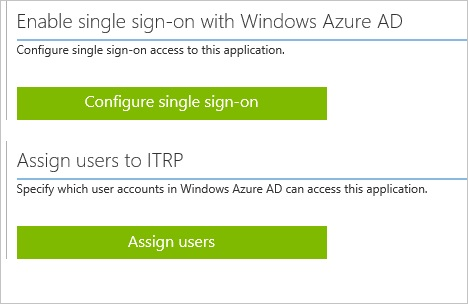 Enable single sign-on with Windows Azure AD
Configure single sign-on access to this application.
Configure single sign-on
Assign users to ITRP
Specify which user accounts in Windows Azure AD can access this application.
Assign users